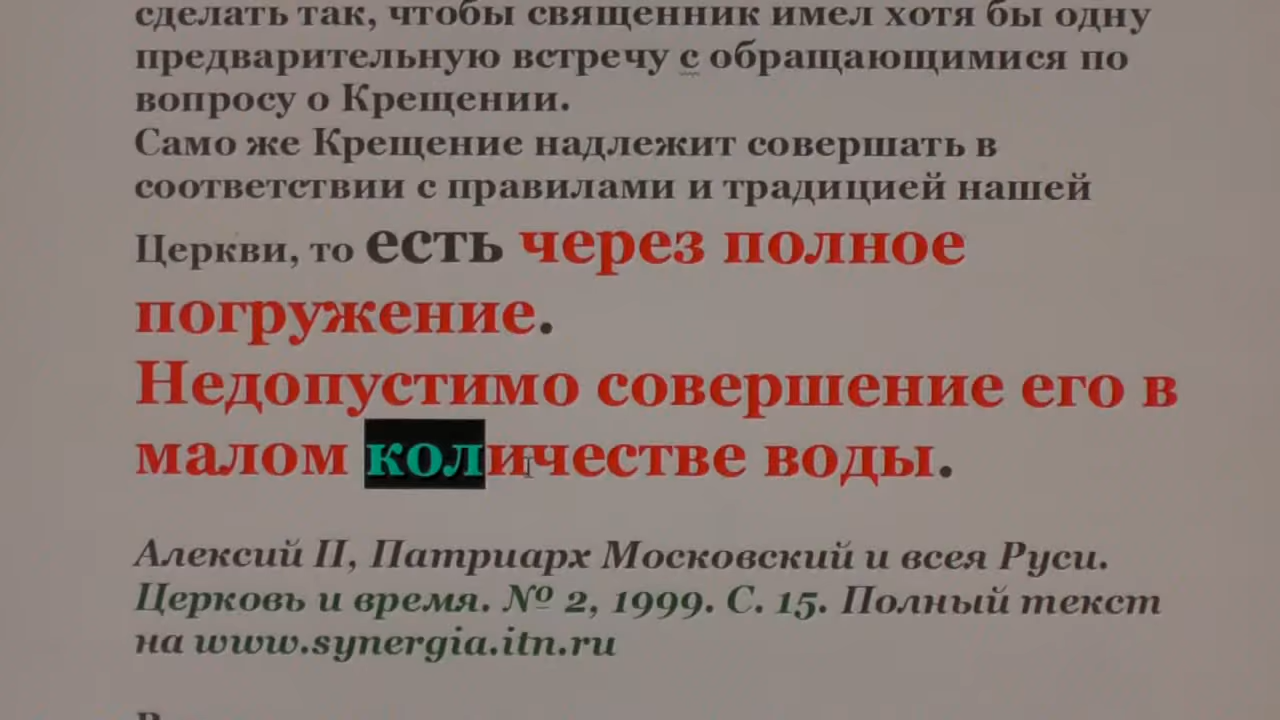 сделать так, чтобы священник имел хотя бы одну
предварительную встречу с обращающимися по
вопросу о Крещении.
Само же Крещение надлежит совершать в
соответствии с правилами и традицией нашей
Церкви, то есть через полное
погружение.
Недопустимо совершение его в
малом количестве воды.
Алексий II, Патриарх Московский и всея Руси.
Церковь и время. № 2, 1999. С. 15. Полный текст
на www.synergia.itn.ru